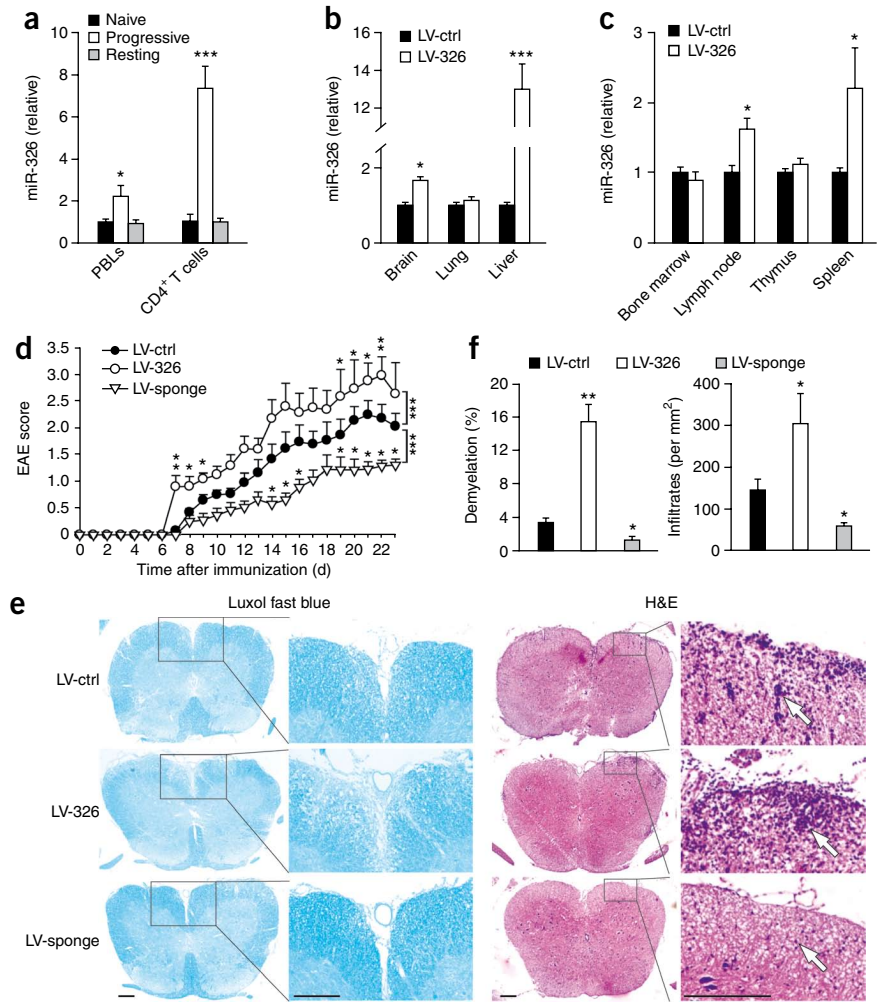 a
Naive
Progressive
Resting
miR-326 (relative)
10
8
6
4
2
0
*
***
PBLs
CD4+ T cells
b
LV-ctrl
LV-326
miR-326 (relative)
16
14
12
2
0
*
***
Brain
Lung
Liver
c
LV-ctrl
LV-326
miR-326 (relative)
3
2
1
0
*
*
Bone marrow
Lymph node
Thymus
Spleen
d
LV-ctrl
LV-326
LV-sponge
EAE score
3.5
3.0
2.5
2.0
1.5
1.0
0.5
0
** * *
* * * **
* * * * * * * *
***
***
0 2 4 6 8 10 12 14 16 18 20 22
Time after immunization (d)
f
LV-ctrl LV-326 LV-sponge
Demyelation (%)
20
16
12
8
4
0
**
*
Infiltrates (per mm2)
400
300
200
100
0
*
*
e
Luxol fast blue
H&E
LV-ctrl
LV-326
LV-sponge